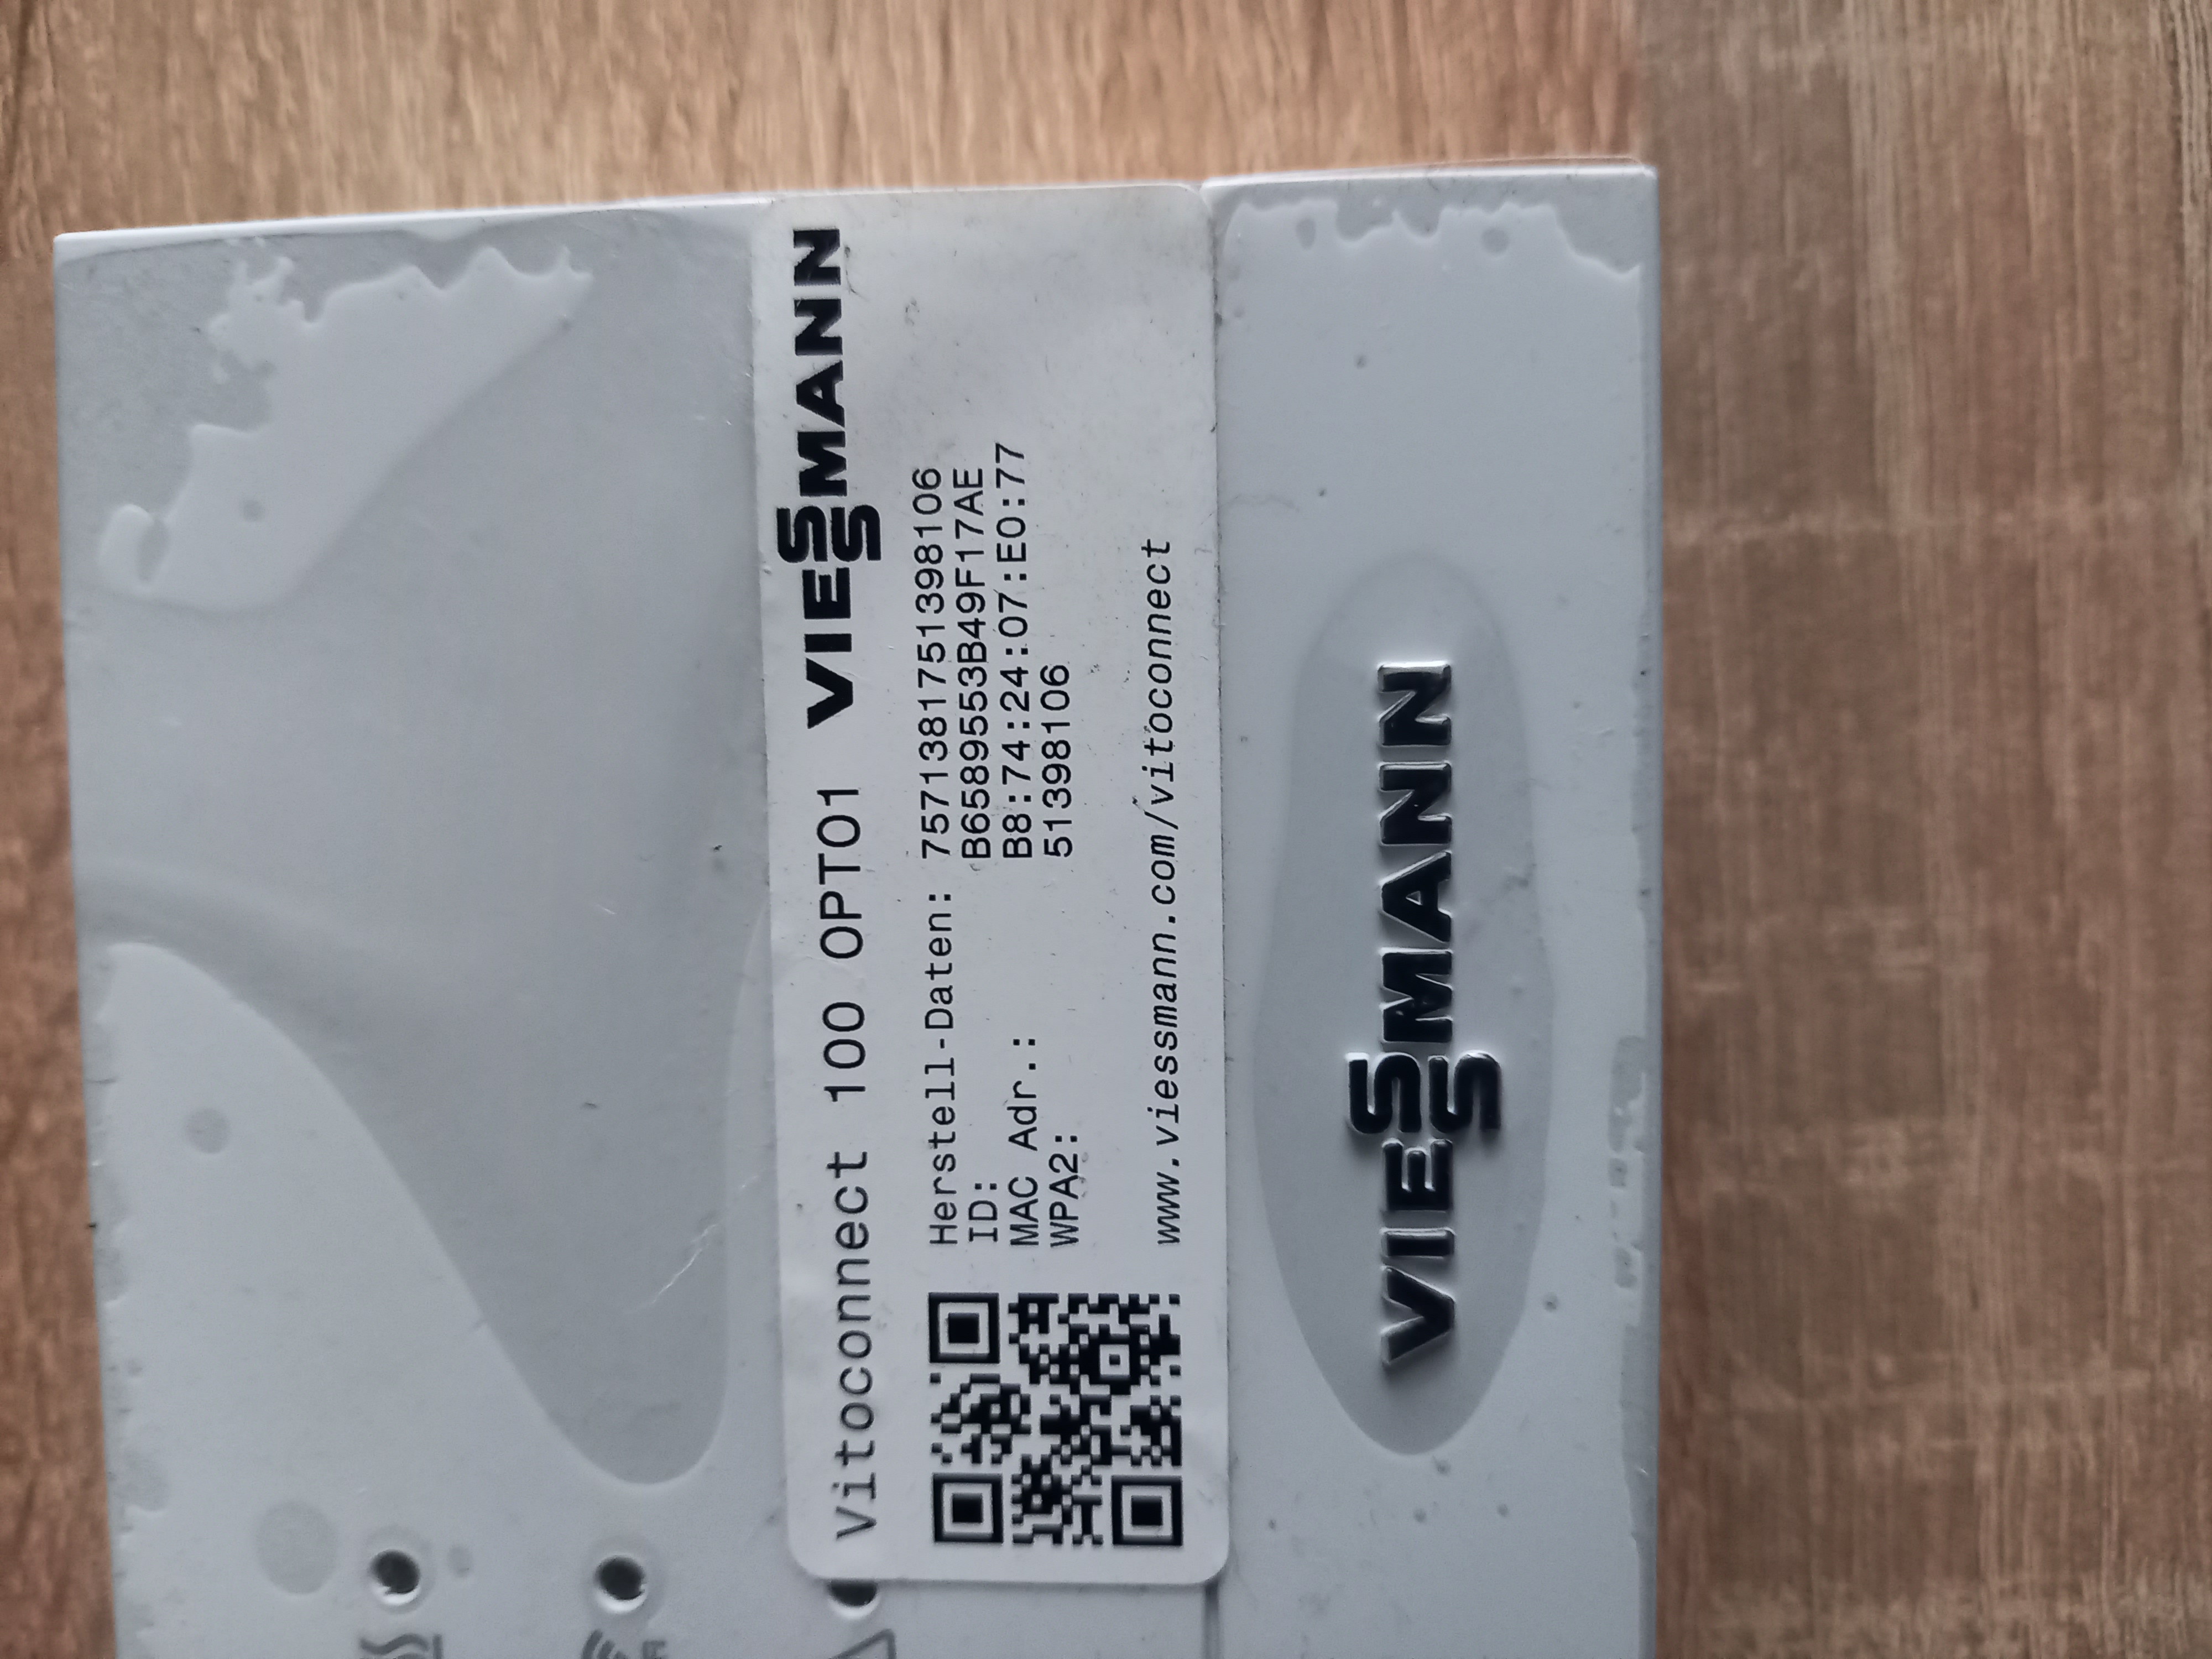 Vitoconnect 100 OPTO1 VIESSMANN
Herstell-Daten: 7571381751398106
ID: B6589553B49F17AE
MAC Adr.: B8:74:24:07:E0:77
WPA2: 51398106
www.viessmann.com/vitoconnect
VIESSMANN